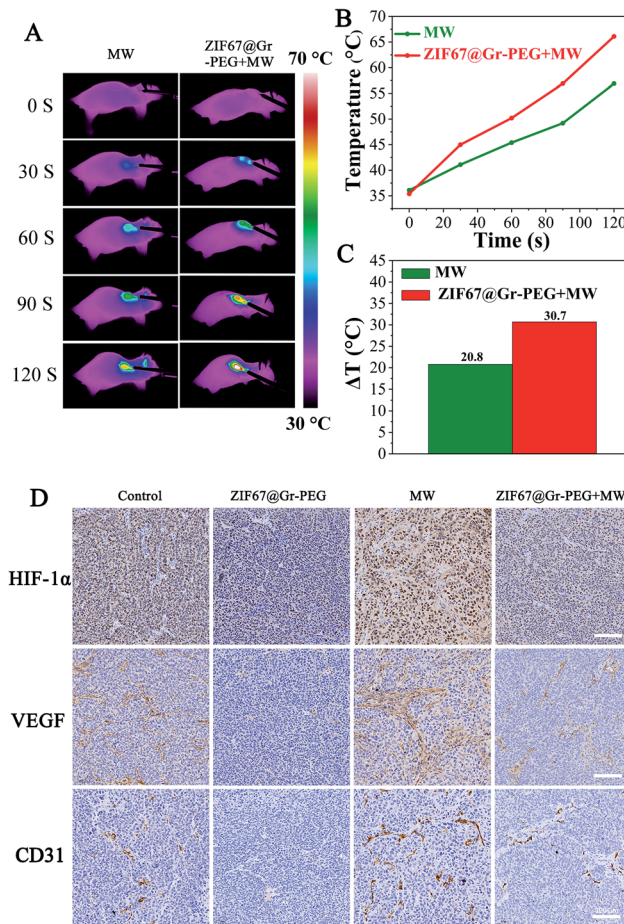 A
MW
ZIF67@Gr
-PEG+MW
70 °C
0 S
30 S
60 S
90 S
120 S
30 °C
B
MW
ZIF67@Gr-PEG+MW
Temperature (°C)
70
65
60
55
50
45
40
35
0 20 40 60 80 100 120
Time (s)
C
MW
ZIF67@Gr-PEG+MW
ΔT (°C)
45
40
35
30
25
20
15
10
5
0
20.8
30.7
D
Control ZIF67@Gr-PEG MW ZIF67@Gr-PEG+MW
HIF-1α
VEGF
CD31